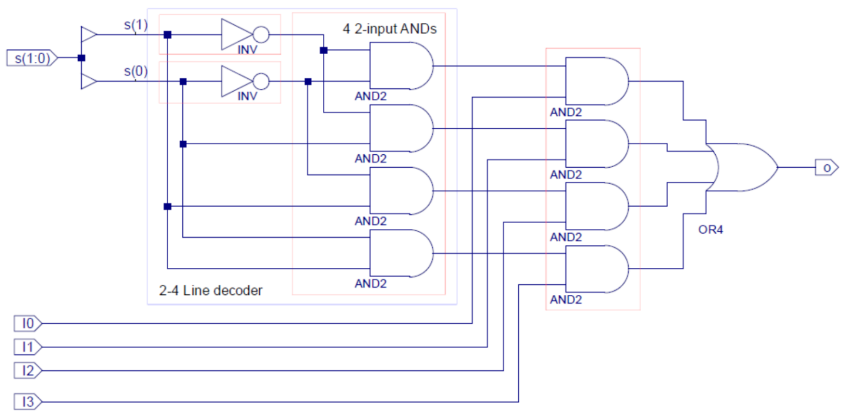 s(1:0)
s(1)
s(0)
INV
INV
4 2-input ANDs
AND2
AND2
AND2
AND2
2-4 Line decoder
AND2
AND2
AND2
AND2
OR4
o
I0
I1
I2
I3